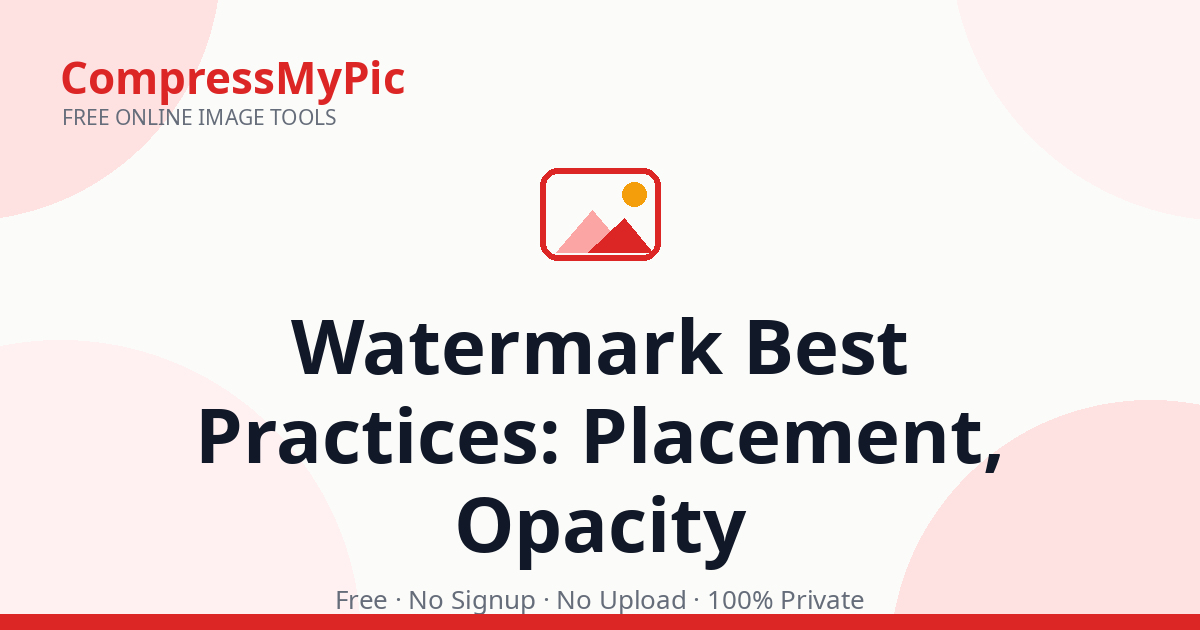 CompressMyPic
FREE ONLINE IMAGE TOOLS
Watermark Best
Practices: Placement,
Opacity
Free · No Signup · No Upload · 100% Private